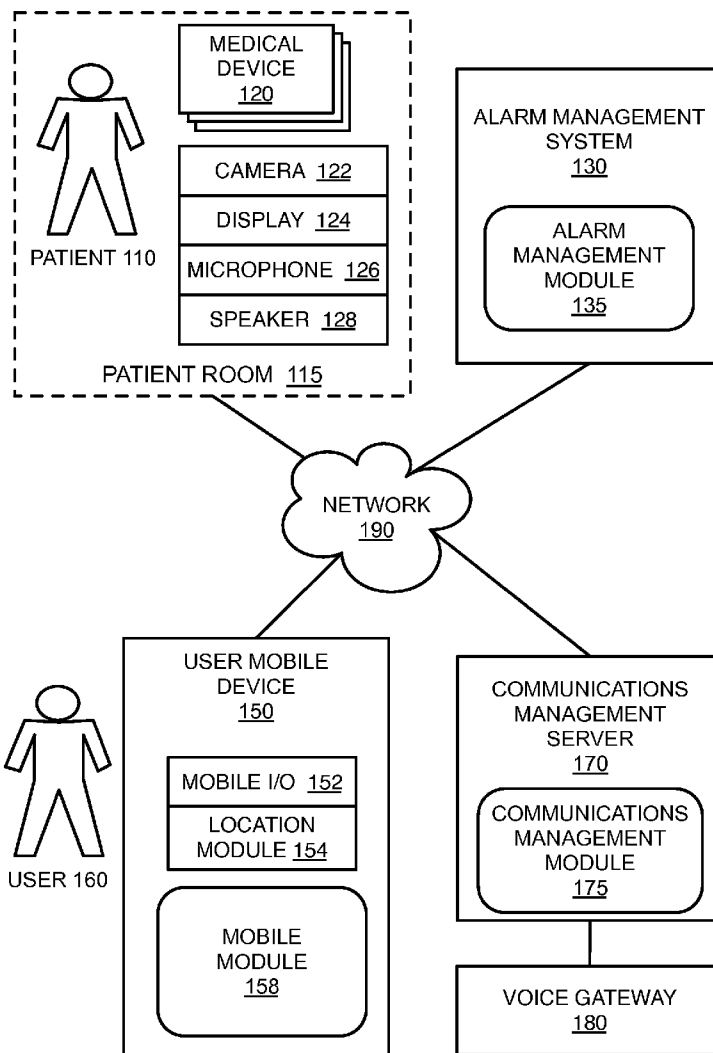 MEDICAL
DEVICE
120
CAMERA 122
DISPLAY 124
MICROPHONE 126
SPEAKER 128
PATIENT 110
PATIENT ROOM 115
ALARM MANAGEMENT
SYSTEM
130
ALARM
MANAGEMENT
MODULE
135
NETWORK
190
USER MOBILE
DEVICE
150
MOBILE I/O 152
LOCATION
MODULE 154
MOBILE
MODULE
158
USER 160
COMMUNICATIONS
MANAGEMENT
SERVER
170
COMMUNICATIONS
MANAGEMENT
MODULE
175
VOICE GATEWAY
180